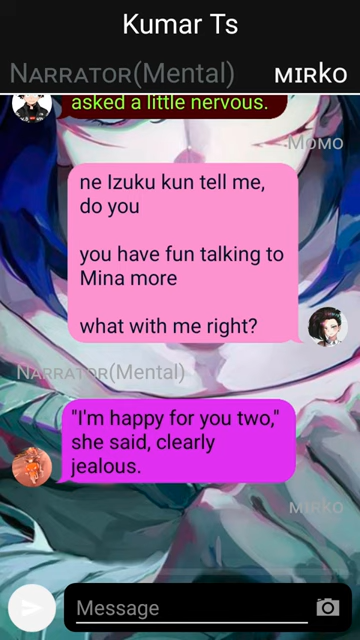 Kumar Ts
Narrator(Mental) mirko
asked a little nervous.
Momo
ne Izuku kun tell me,
do you
you have fun talking to
Mina more
what with me right?
Narrator(Mental)
"I'm happy for you two,"
she said, clearly
jealous.
mirko
Message